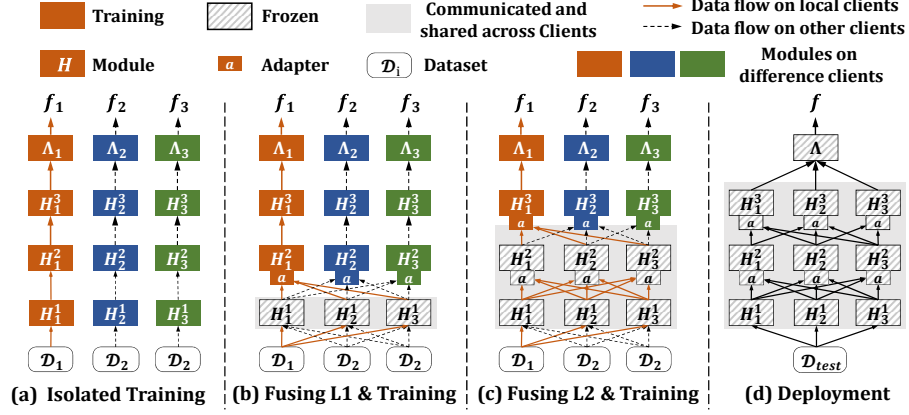 Training
Frozen
Communicated and
shared across Clients
Data flow on local clients
Data flow on other clients
H Module
a Adapter
𝒟i Dataset
Modules on
difference clients
f₁ f₂ f₃ f₁ f₂ f₃ f₁ f₂ f₃ f
Λ₁ Λ₂ Λ₃ Λ₁ Λ₂ Λ₃ Λ₁ Λ₂ Λ₃ Λ
H₁³ H₂³ H₃³ H₁³ H₂³ H₃³ H₁³ H₂³ H₃³ H₁³ H₂³ H₃³
a a a a a a
H₁² H₂² H₃² H₁² H₂² H₃² H₁² H₂² H₃² H₁² H₂² H₃²
a a a a a a a a a
H₁¹ H₂¹ H₃¹ H₁¹ H₂¹ H₃¹ H₁¹ H₂¹ H₃¹ H₁¹ H₂¹ H₃¹
𝒟₁ 𝒟₂ 𝒟₂ 𝒟₁ 𝒟₂ 𝒟₂ 𝒟₁ 𝒟₂ 𝒟₂ 𝒟test
(a) Isolated Training (b) Fusing L1 & Training (c) Fusing L2 & Training (d) Deployment